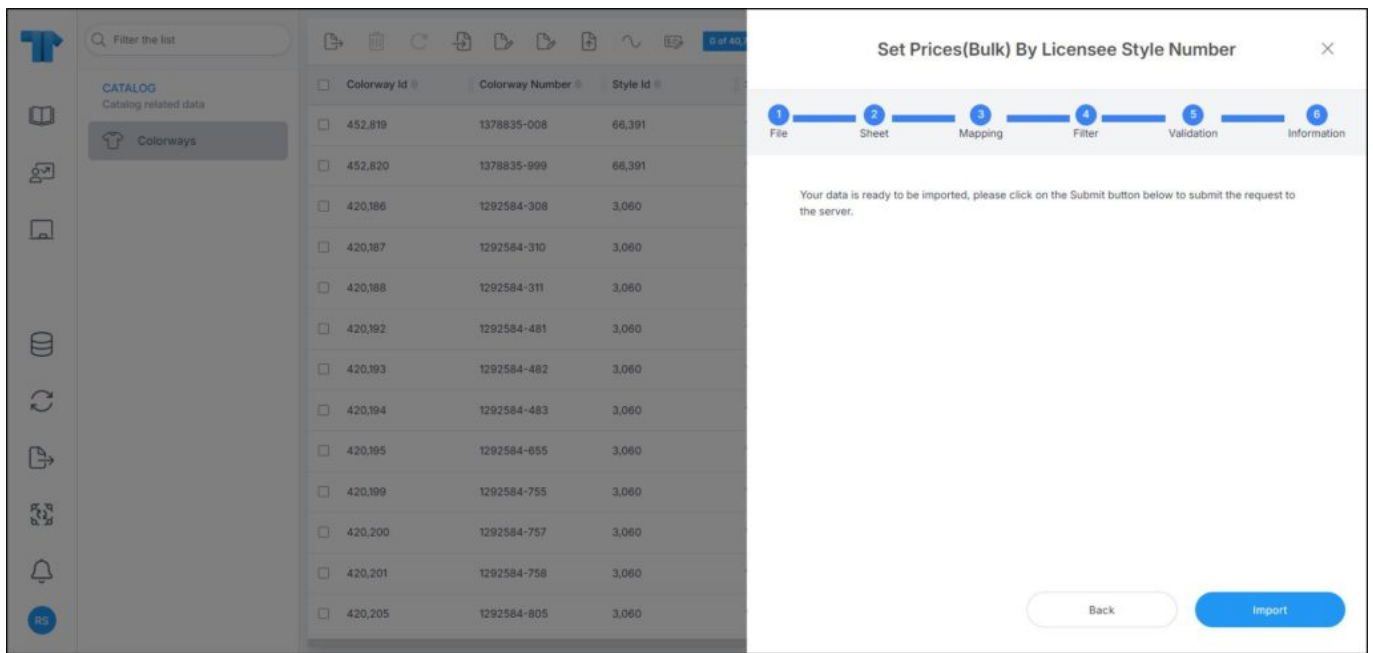 Filter the list
CATALOG
Catalog related data
Colorways
0 of 40,
Colorway Id Colorway Number Style Id
452,819 1378835-008 66,391
452,820 1378835-999 66,391
420,186 1292584-308 3,060
420,187 1292584-310 3,060
420,188 1292584-311 3,060
420,192 1292584-481 3,060
420,193 1292584-482 3,060
420,194 1292584-483 3,060
420,195 1292584-655 3,060
420,199 1292584-755 3,060
420,200 1292584-757 3,060
420,201 1292584-758 3,060
420,205 1292584-805 3,060
RS
Set Prices(Bulk) By Licensee Style Number
1 2 3 4 5 6
File Sheet Mapping Filter Validation Information
Your data is ready to be imported, please click on the Submit button below to submit the request to
the server.
Back Import